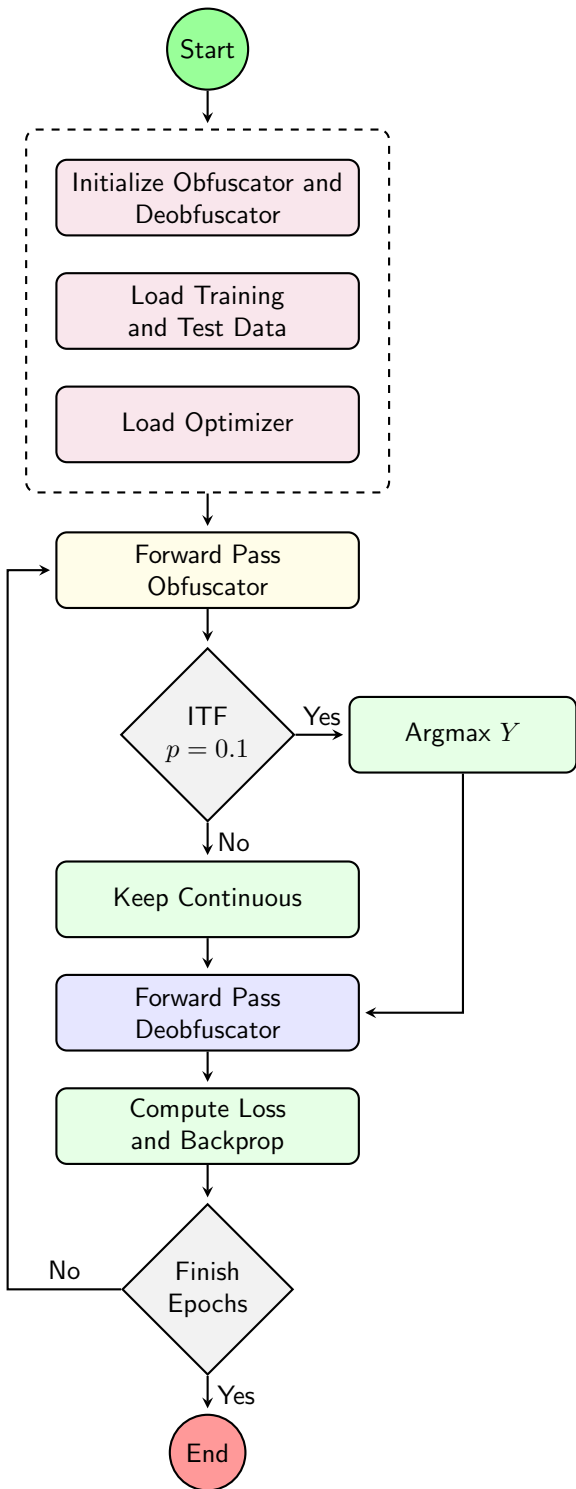 Start
Initialize Obfuscator and
Deobfuscator
Load Training
and Test Data
Load Optimizer
Forward Pass
Obfuscator
ITF
p = 0.1
Yes
Argmax Y
No
Keep Continuous
Forward Pass
Deobfuscator
Compute Loss
and Backprop
Finish
Epochs
No
Yes
End